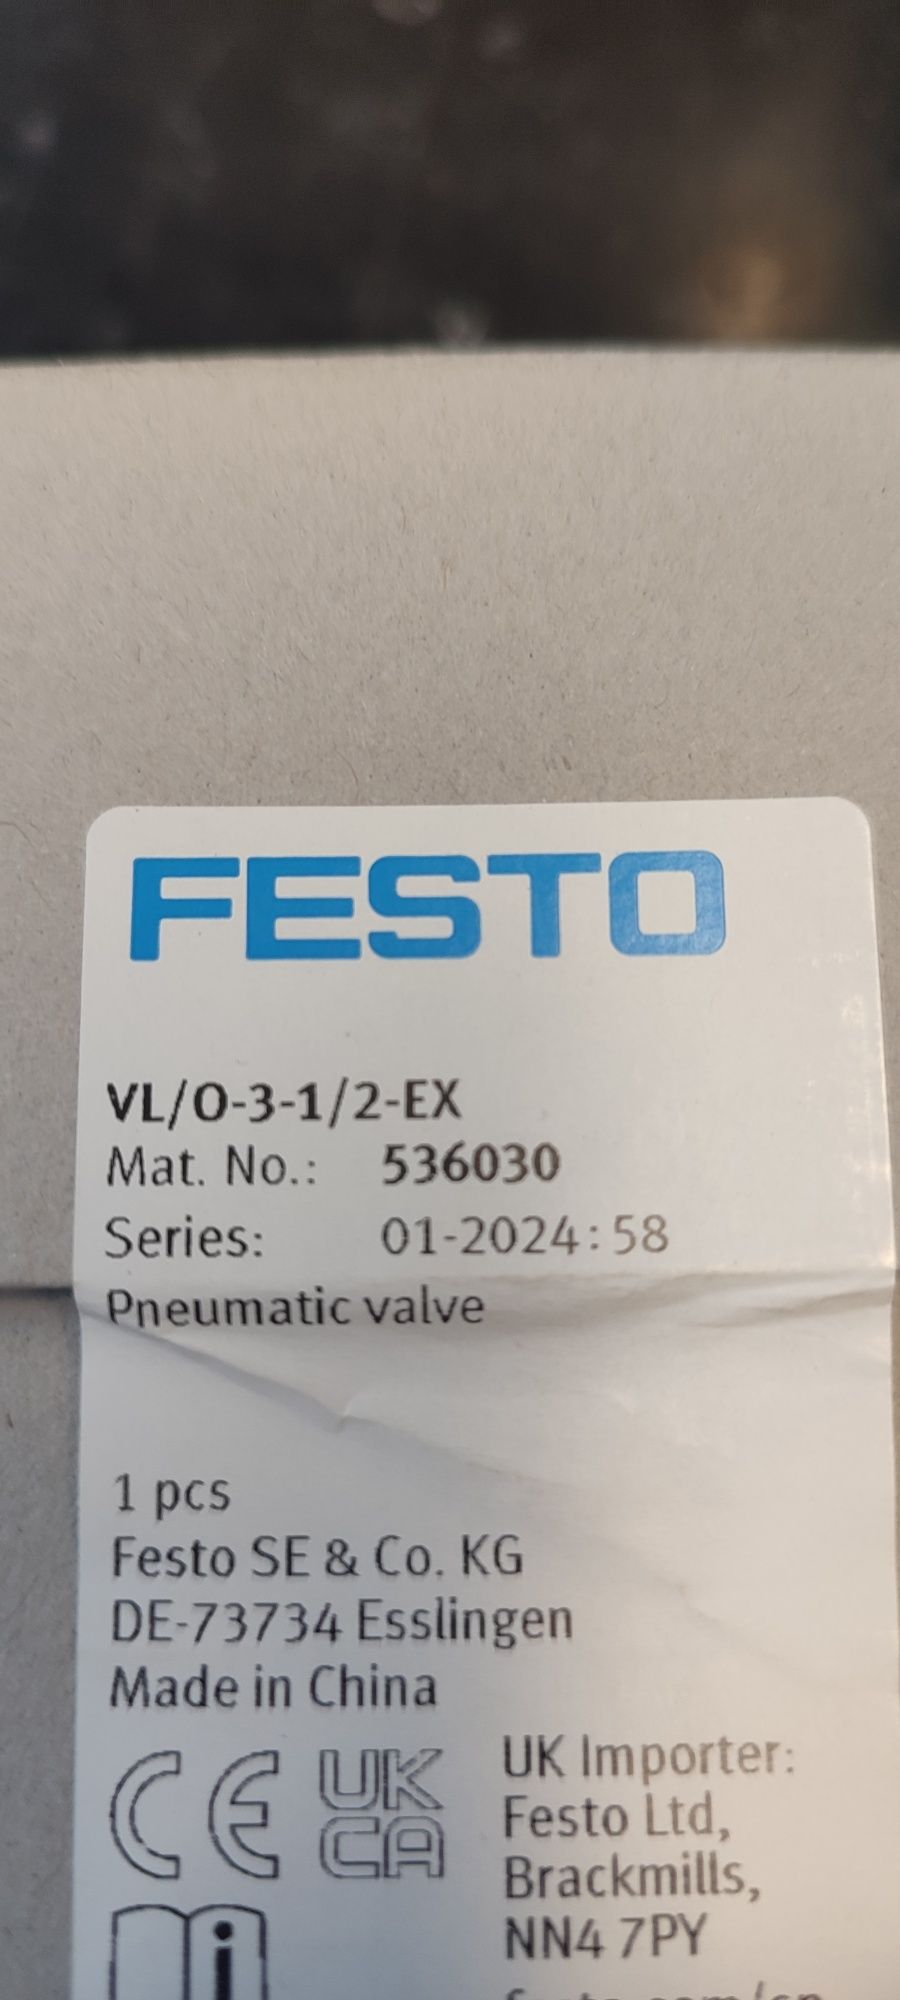 FESTO
VL/O-3-1/2-EX
Mat. No.: 536030
Series: 01-2024:58
Pneumatic valve
1 pcs
Festo SE & Co. KG
DE-73734 Esslingen
Made in China
CE UK CA
UK Importer:
Festo Ltd,
Brackmills,
NN4 7PY
i